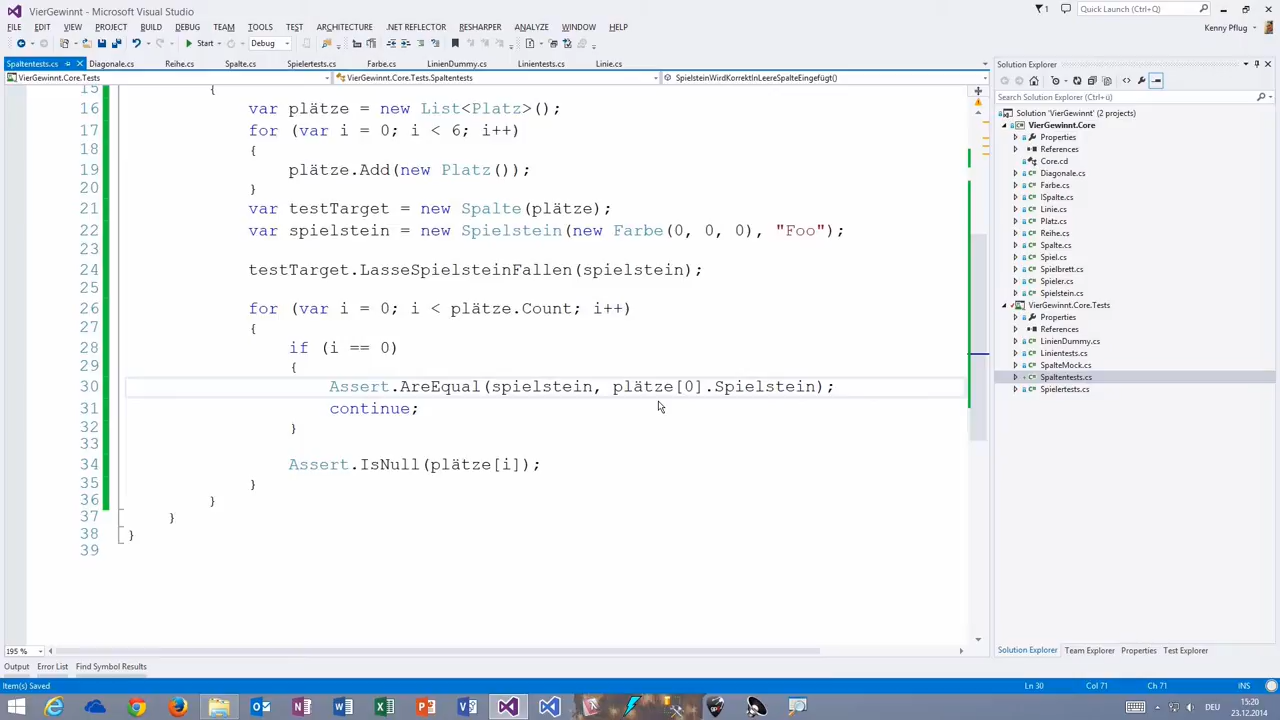 VierGewinnt - Microsoft Visual Studio
1
Quick Launch (Ctrl+Q)
FILE EDIT VIEW PROJECT BUILD DEBUG TEAM TOOLS TEST ARCHITECTURE .NET REFLECTOR RESHARPER ANALYZE WINDOW HELP
Kenny Pflug
Start Debug
Spaltentests.cs Diagonale.cs Reihe.cs Spalte.cs Spielertests.cs Farbe.cs LinienDummy.cs Linientests.cs Linie.cs
VierGewinnt.Core.Tests VierGewinnt.Core.Tests.Spaltentests SpielsteinWirdKorrektInLeereSpalteEingefügt()
15 {
16 var plätze = new List<Platz>();
17 for (var i = 0; i < 6; i++)
18 {
19 plätze.Add(new Platz());
20 }
21 var testTarget = new Spalte(plätze);
22 var spielstein = new Spielstein(new Farbe(0, 0, 0), "Foo");
23
24 testTarget.LasseSpielsteinFallen(spielstein);
25
26 for (var i = 0; i < plätze.Count; i++)
27 {
28 if (i == 0)
29 {
30 Assert.AreEqual(spielstein, plätze[0].Spielstein);
31 continue;
32 }
33
34 Assert.IsNull(plätze[i]);
35 }
36 }
37 }
38 }
39
195 %
Output Error List Find Symbol Results
Solution Explorer
Search Solution Explorer (Ctrl+ü)
Solution 'VierGewinnt' (2 projects)
VierGewinnt.Core
Properties
References
Core.cd
Diagonale.cs
Farbe.cs
ISpalte.cs
Linie.cs
Platz.cs
Reihe.cs
Spalte.cs
Spiel.cs
Spielbrett.cs
Spieler.cs
Spielstein.cs
VierGewinnt.Core.Tests
Properties
References
LinienDummy.cs
Linientests.cs
SpalteMock.cs
Spaltentests.cs
Spielertests.cs
Solution Explorer Team Explorer Properties Test Explorer
Item(s) Saved Ln 30 Col 71 Ch 71 INS
DEU
15:20
23.12.2014